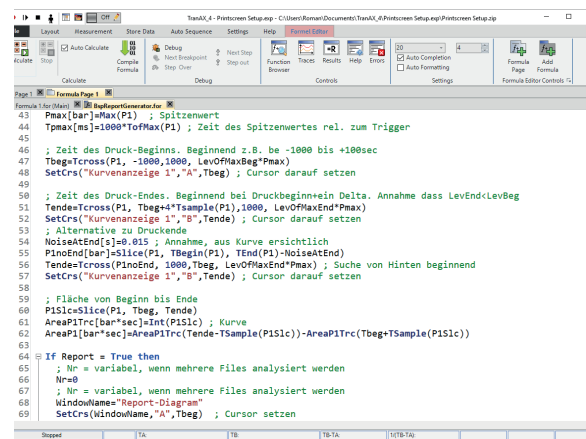 Off
TranAX_4 - Printscreen Setup.exp - C:\Users\Roman\Documents\TranAX_4\Printscreen Setup.exp\Printscreen Setup.zip
Layout Measurement Store Data Auto Sequence Settings Help Formel Editor
Stop Auto Calculate Compile Formula
Debug Next Breakpoint Step Over Next Step Step out
Function Browser Traces Results Help Errors
20 4
Auto Completion
Auto Formatting
Formula Page Add Formula
Calculate Debug Controls Settings Formula Editor Controls
Page 1 Formula Page 1
Formula 1:for (Main) BspReportGenerator.for
43 Pmax[bar]=Max(P1) ; Spitzenwert
44 Tpmax[ms]=1000*TofMax(P1) ; Zeit des Spitzenwertes rel. zum Trigger
45
46 ; Zeit des Druck-Beginns. Beginnend z.B. be -1000 bis +100sec
47 Tbeg=Tcross(P1, -1000,1000, LevOfMaxBeg*Pmax)
48 SetCrs("Kurvenanzeige 1","A",Tbeg) ; Cursor darauf setzen
49
50 ; Zeit des Druck-Endes. Beginnend bei Druckbeginn+ein Delta. Annahme dass LevEnd<LevBeg
51 Tende=Tcross(P1, Tbeg+4*Tsample(P1),1000, LevOfMaxEnd*Pmax)
52 SetCrs("Kurvenanzeige 1","B",Tende) ; Cursor darauf setzen
53 ; Alternative zu Druckende
54 NoiseAtEnd[s]=0.015 ; Annahme, aus Kurve ersichtlich
55 P1noEnd[bar]=Slice(P1, TBegin(P1), TEnd(P1)-NoiseAtEnd)
56 Tende=Tcross(P1noEnd, 1000,Tbeg, LevOfMaxEnd*Pmax) ; Suche von Hinten beginnend
57 SetCrs("Kurvenanzeige 1","B",Tende) ; Cursor darauf setzen
58
59 ; Fläche von Beginn bis Ende
60 P1Slc=Slice(P1, Tbeg, Tende)
61 AreaP1Trc[bar*sec]=Int(P1Slc) ; Kurve
62 AreaP1[bar*sec]=AreaP1Trc(Tende-TSample(P1Slc))-AreaP1Trc(Tbeg+TSample(P1Slc))
63
64 If Report = True then
65 ; Nr = variabel, wenn mehrere Files analysiert werden
66 Nr=0
67 ; Nr = variabel, wenn mehrere Files analysiert werden
68 WindowName="Report-Diagram"
69 SetCrs(WindowName,"A",Tbeg) ; Cursor setzen
Stopped TA: TB: TB-TA: 1/(TB-TA):